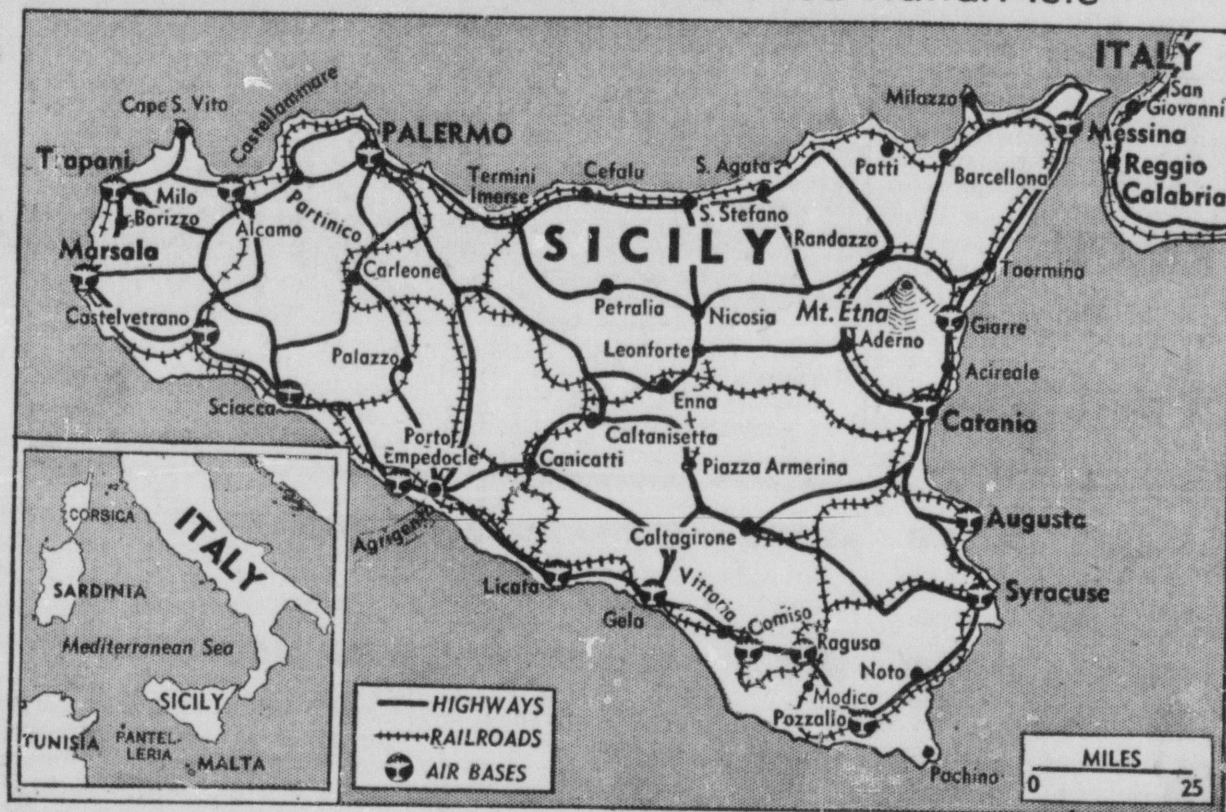 ITALY
San
Giovanni
Messina
Reggio
Calabria
Milazzo
Cape S. Vito
Castellammare
PALERMO
Trapani
Milo
Borizzo
Alcamo
Partinico
Termini
Imerse
Cefalu
S. Agata
S. Stefano
Patti
Barcellona
Marsala
Carleone
SICILY
Randazzo
Taormina
Petralia
Nicosia
Mt. Etna
Castelvetrano
Giarre
Palazzo
Leonforte
Aderno
Acireale
Sciacca
Enna
Catania
Porto
Empedocle
Caltanisetta
Canicatti
Piazza Armerina
Agrigento
Caltagirone
Augusta
Licata
Gela
Vittoria
Comiso
Ragusa
Syracuse
Noto
Modica
Pozzallo
Pachino
CORSICA
ITALY
SARDINIA
Mediterranean Sea
SICILY
TUNISIA
PANTEL-
LERIA
MALTA
HIGHWAYS
RAILROADS
AIR BASES
MILES
0 25